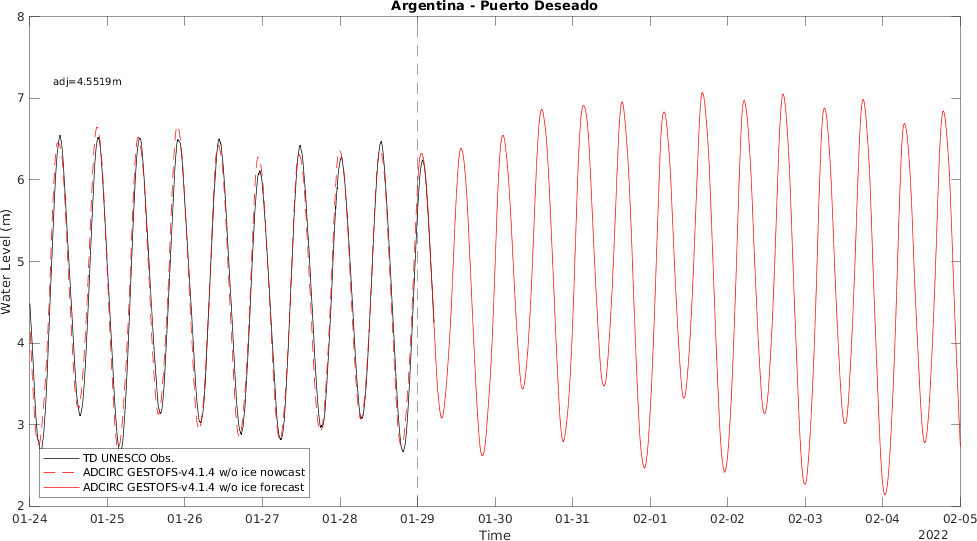 Argentina - Puerto Deseado
8
adj=4.5519m
7
6
5
4
3
2
Water Level (m)
TD UNESCO Obs.
ADCIRC GESTOFS-v4.1.4 w/o ice nowcast
ADCIRC GESTOFS-v4.1.4 w/o ice forecast
01-24 01-25 01-26 01-27 01-28 01-29 01-30 01-31 02-01 02-02 02-03 02-04 02-05
Time
2022